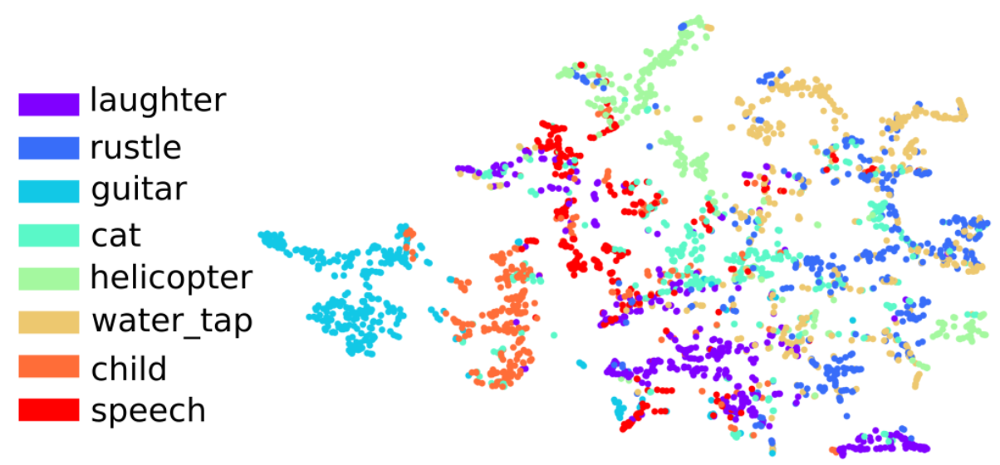 laughter
rustle
guitar
cat
helicopter
water_tap
child
speech